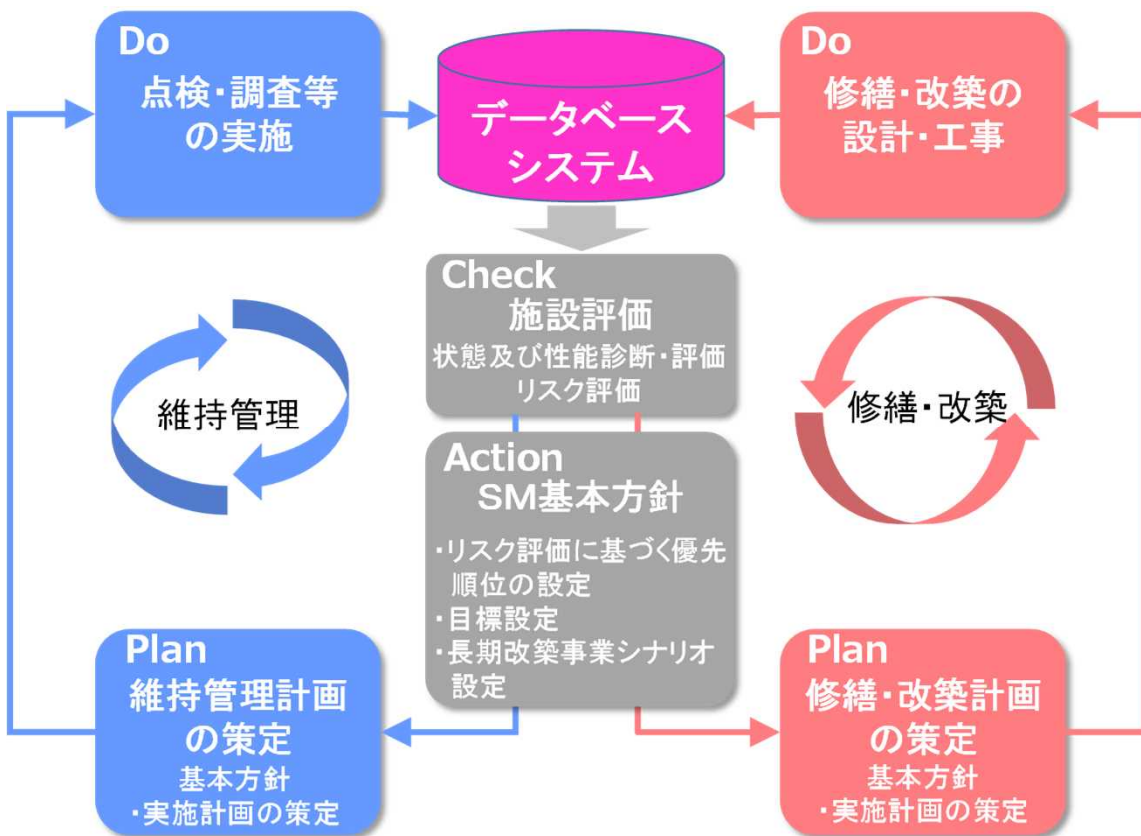 Do
点検・調査等
の実施
データベース
システム
Do
修繕・改築の
設計・工事
Check
施設評価
状態及び性能診断・評価
リスク評価
維持管理
修繕・改築
Action
SM基本方針
・リスク評価に基づく優先
順位の設定
・目標設定
・長期改築事業シナリオ
設定
Plan
維持管理計画
の策定
基本方針
・実施計画の策定
Plan
修繕・改築計画
の策定
基本方針
・実施計画の策定